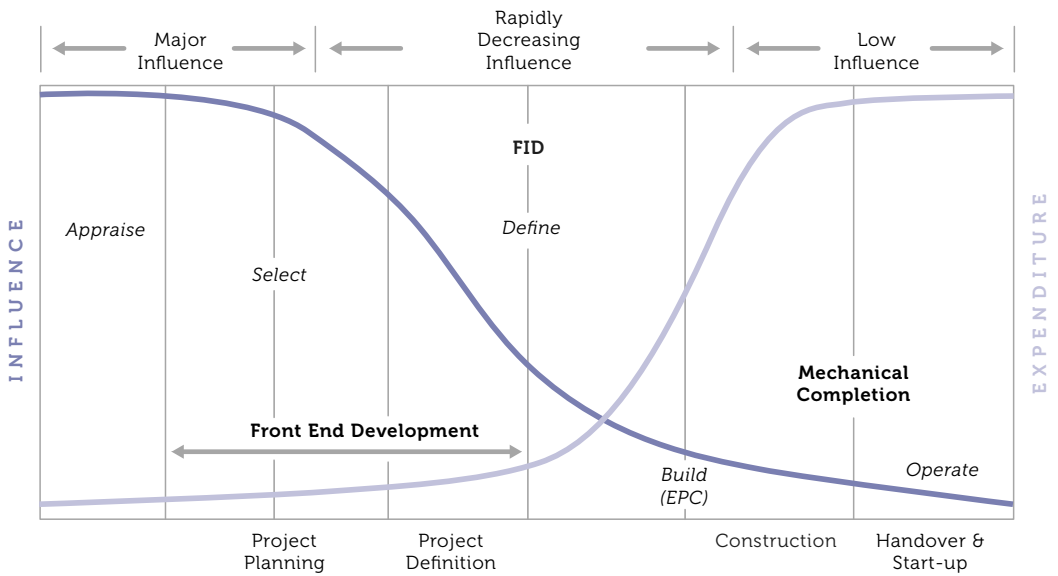 Major
Influence
Rapidly
Decreasing
Influence
Low
Influence
INFLUENCE
EXPENDITURE
FID
Appraise
Define
Select
Mechanical
Completion
Front End Development
Build
(EPC)
Operate
Project
Planning
Project
Definition
Construction
Handover &
Start-up